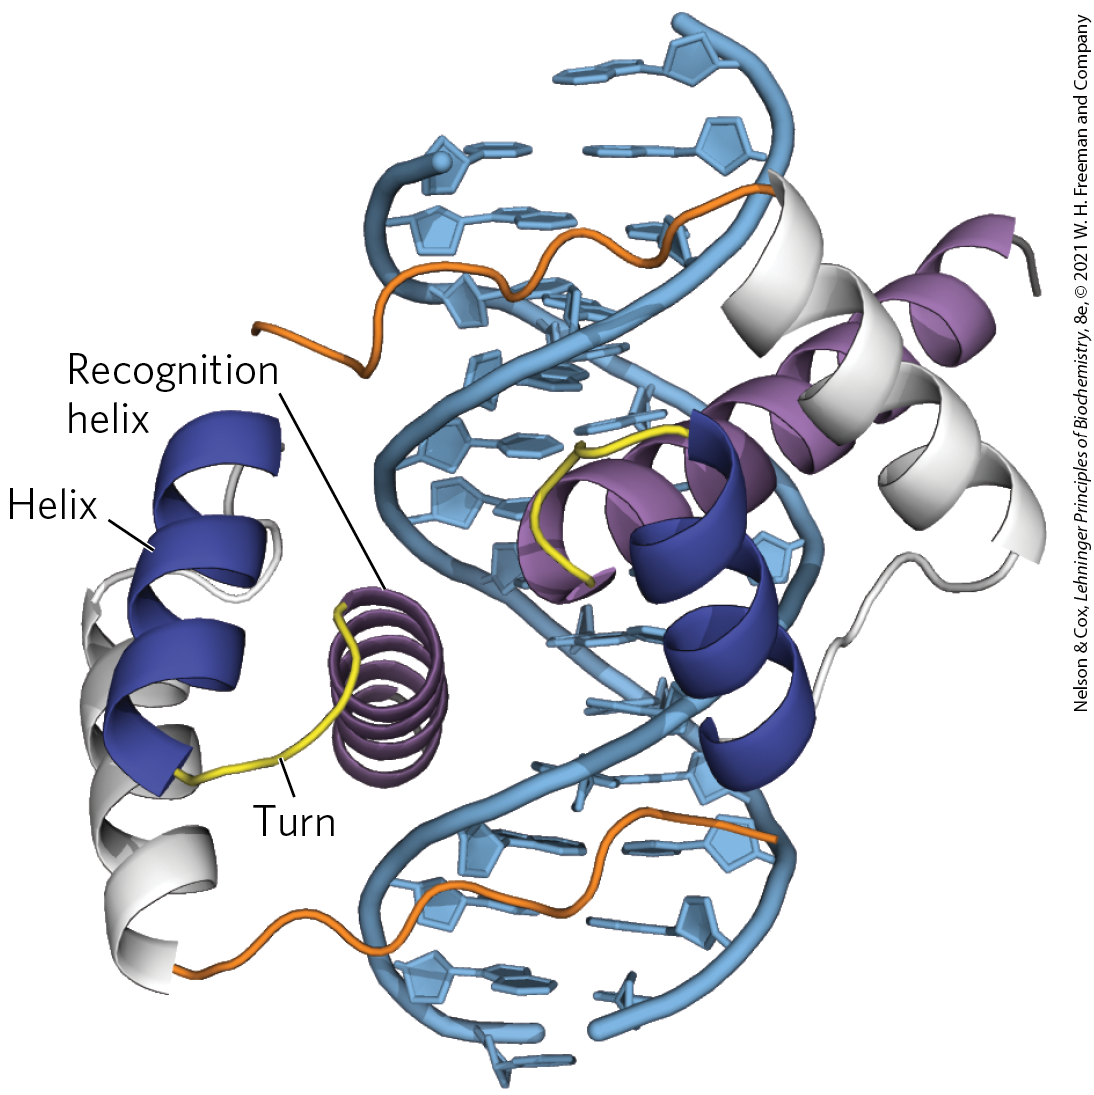 Recognition
helix
Helix
Turn
Nelson & Cox, Lehninger Principles of Biochemistry, 8e, © 2021 W. H. Freeman and Company